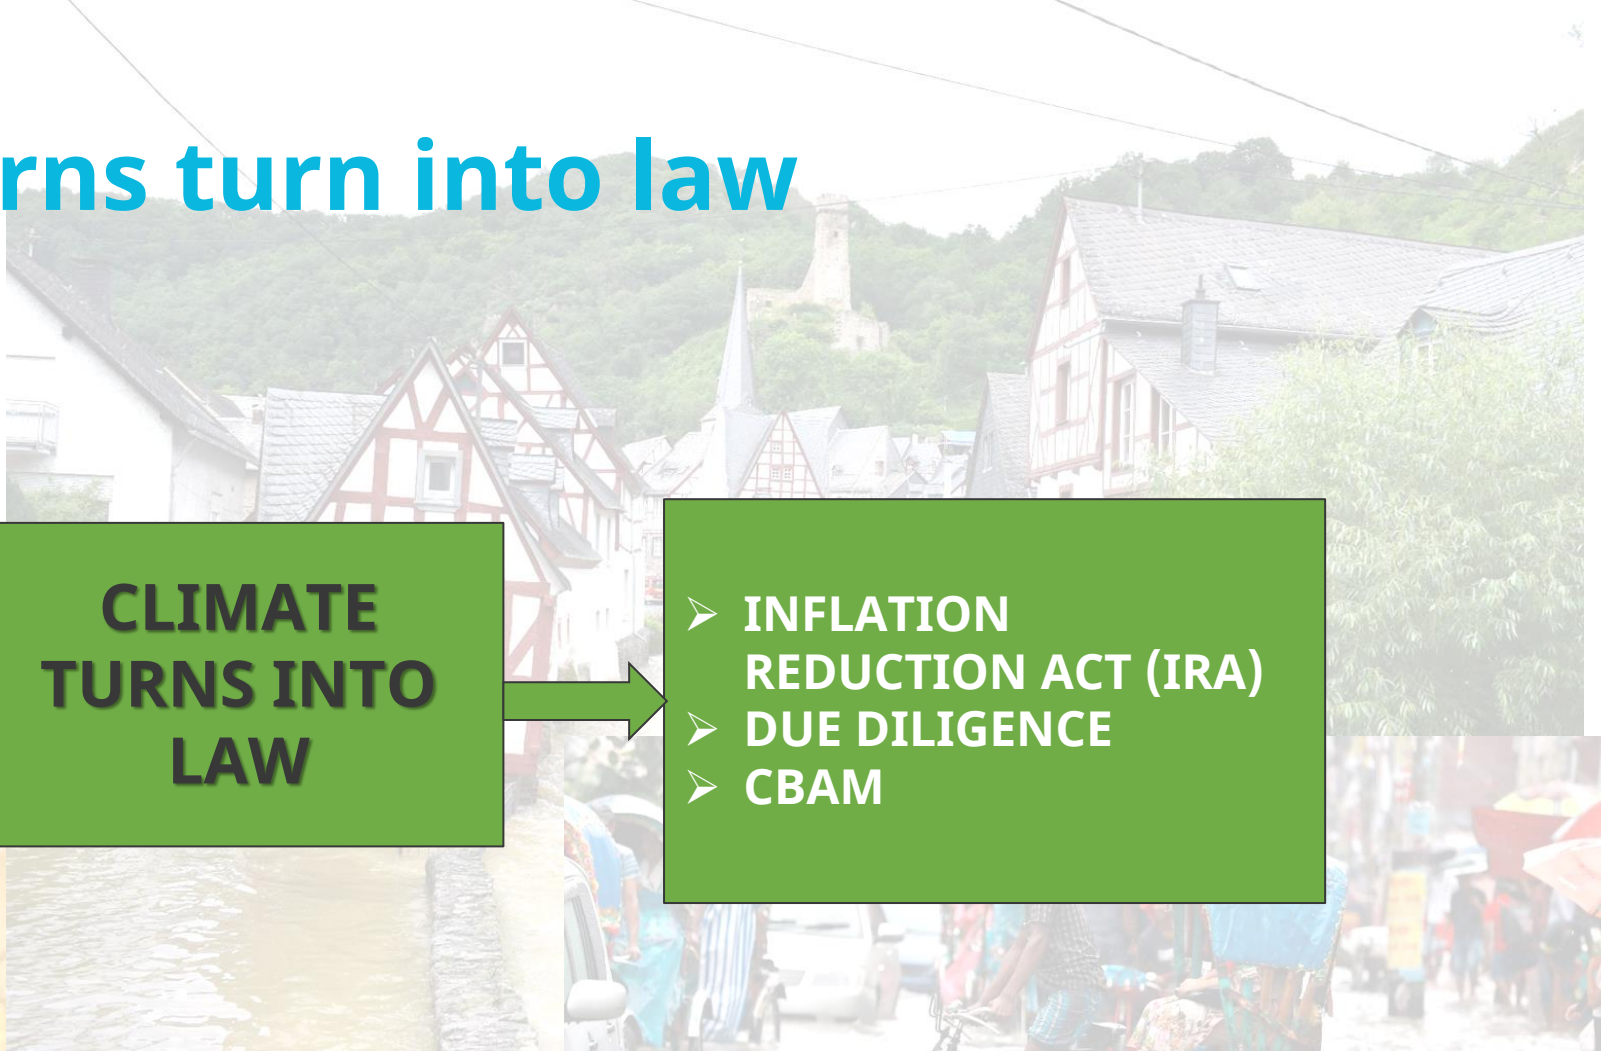 rns turn into law
CLIMATE
TURNS INTO
LAW
➢ INFLATION
REDUCTION ACT (IRA)
➢ DUE DILIGENCE
➢ CBAM